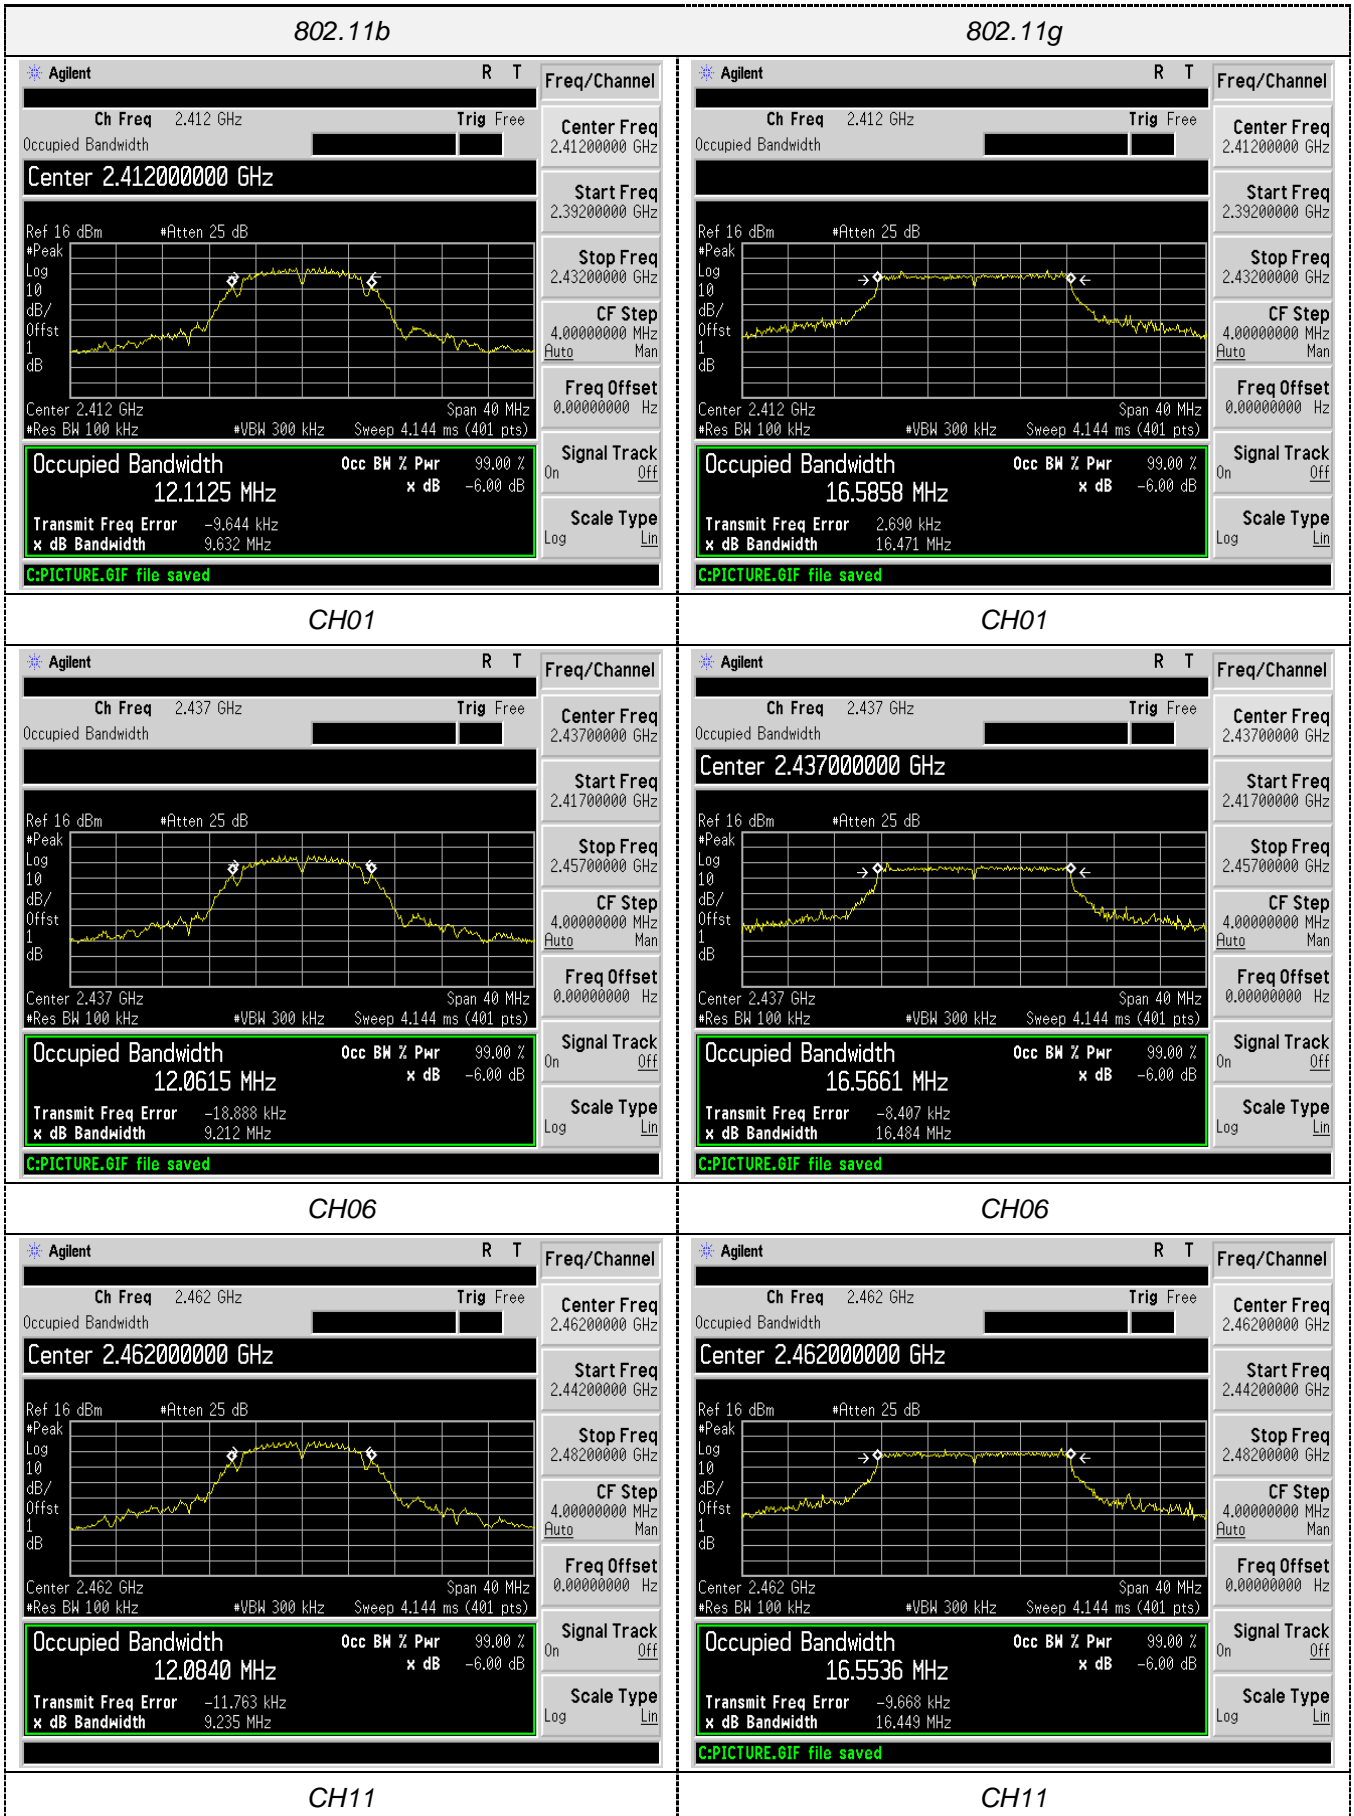 802.11b
802.11g
Agilent R T
Freq/Channel
Ch Freq 2.412 GHz Trig Free
Occupied Bandwidth
Center 2.412000000 GHz
Center Freq
2.41200000 GHz
Start Freq
2.39200000 GHz
Stop Freq
2.43200000 GHz
CF Step
4.00000000 MHz
Auto Man
Freq Offset
0.00000000 Hz
Signal Track
On Off
Scale Type
Log Lin
Ref 16 dBm #Atten 25 dB
#Peak
Log
10
dB/
Offst
1
dB
Center 2.412 GHz Span 40 MHz
#Res BW 100 kHz #VBW 300 kHz Sweep 4.144 ms (401 pts)
Occupied Bandwidth Occ BW % Pwr 99.00 %
12.1125 MHz x dB -6.00 dB
Transmit Freq Error -9.644 kHz
x dB Bandwidth 9.632 MHz
C:PICTURE.GIF file saved
Agilent R T
Freq/Channel
Ch Freq 2.412 GHz Trig Free
Occupied Bandwidth
Center Freq
2.41200000 GHz
Start Freq
2.39200000 GHz
Stop Freq
2.43200000 GHz
CF Step
4.00000000 MHz
Auto Man
Freq Offset
0.00000000 Hz
Signal Track
On Off
Scale Type
Log Lin
Ref 16 dBm #Atten 25 dB
#Peak
Log
10
dB/
Offst
1
dB
Center 2.412 GHz Span 40 MHz
#Res BW 100 kHz #VBW 300 kHz Sweep 4.144 ms (401 pts)
Occupied Bandwidth Occ BW % Pwr 99.00 %
16.5858 MHz x dB -6.00 dB
Transmit Freq Error 2.690 kHz
x dB Bandwidth 16.471 MHz
C:PICTURE.GIF file saved
CH01
CH01
Agilent R T
Freq/Channel
Ch Freq 2.437 GHz Trig Free
Occupied Bandwidth
Center Freq
2.43700000 GHz
Start Freq
2.41700000 GHz
Stop Freq
2.45700000 GHz
CF Step
4.00000000 MHz
Auto Man
Freq Offset
0.00000000 Hz
Signal Track
On Off
Scale Type
Log Lin
Ref 16 dBm #Atten 25 dB
#Peak
Log
10
dB/
Offst
1
dB
Center 2.437 GHz Span 40 MHz
#Res BW 100 kHz #VBW 300 kHz Sweep 4.144 ms (401 pts)
Occupied Bandwidth Occ BW % Pwr 99.00 %
12.0615 MHz x dB -6.00 dB
Transmit Freq Error -18.888 kHz
x dB Bandwidth 9.212 MHz
C:PICTURE.GIF file saved
Agilent R T
Freq/Channel
Ch Freq 2.437 GHz Trig Free
Occupied Bandwidth
Center 2.437000000 GHz
Center Freq
2.43700000 GHz
Start Freq
2.41700000 GHz
Stop Freq
2.45700000 GHz
CF Step
4.00000000 MHz
Auto Man
Freq Offset
0.00000000 Hz
Signal Track
On Off
Scale Type
Log Lin
Ref 16 dBm #Atten 25 dB
#Peak
Log
10
dB/
Offst
1
dB
Center 2.437 GHz Span 40 MHz
#Res BW 100 kHz #VBW 300 kHz Sweep 4.144 ms (401 pts)
Occupied Bandwidth Occ BW % Pwr 99.00 %
16.5661 MHz x dB -6.00 dB
Transmit Freq Error -8.407 kHz
x dB Bandwidth 16.484 MHz
C:PICTURE.GIF file saved
CH06
CH06
Agilent R T
Freq/Channel
Ch Freq 2.462 GHz Trig Free
Occupied Bandwidth
Center 2.462000000 GHz
Center Freq
2.46200000 GHz
Start Freq
2.44200000 GHz
Stop Freq
2.48200000 GHz
CF Step
4.00000000 MHz
Auto Man
Freq Offset
0.00000000 Hz
Signal Track
On Off
Scale Type
Log Lin
Ref 16 dBm #Atten 25 dB
#Peak
Log
10
dB/
Offst
1
dB
Center 2.462 GHz Span 40 MHz
#Res BW 100 kHz #VBW 300 kHz Sweep 4.144 ms (401 pts)
Occupied Bandwidth Occ BW % Pwr 99.00 %
12.0840 MHz x dB -6.00 dB
Transmit Freq Error -11.763 kHz
x dB Bandwidth 9.235 MHz
Agilent R T
Freq/Channel
Ch Freq 2.462 GHz Trig Free
Occupied Bandwidth
Center 2.462000000 GHz
Center Freq
2.46200000 GHz
Start Freq
2.44200000 GHz
Stop Freq
2.48200000 GHz
CF Step
4.00000000 MHz
Auto Man
Freq Offset
0.00000000 Hz
Signal Track
On Off
Scale Type
Log Lin
Ref 16 dBm #Atten 25 dB
#Peak
Log
10
dB/
Offst
1
dB
Center 2.462 GHz Span 40 MHz
#Res BW 100 kHz #VBW 300 kHz Sweep 4.144 ms (401 pts)
Occupied Bandwidth Occ BW % Pwr 99.00 %
16.5536 MHz x dB -6.00 dB
Transmit Freq Error -9.668 kHz
x dB Bandwidth 16.449 MHz
C:PICTURE.GIF file saved
CH11
CH11